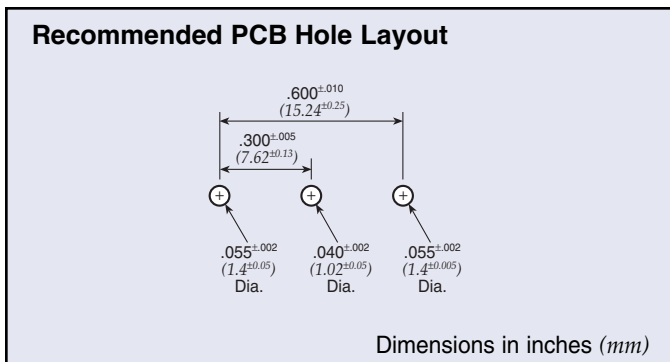 Recommended PCB Hole Layout
.600±.010
(15.24±0.25)
.300±.005
(7.62±0.13)
.055±.002
(1.4±0.05)
Dia.
.040±.002
(1.02±0.05)
Dia.
.055±.002
(1.4±0.005)
Dia.
Dimensions in inches (mm)